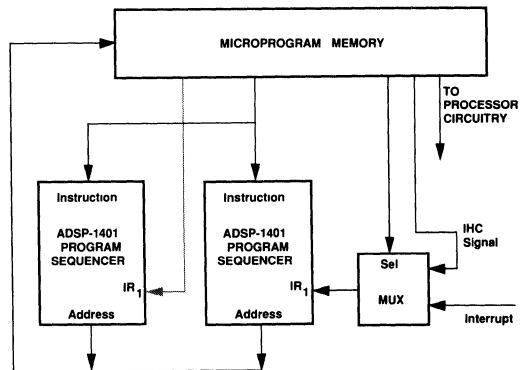 MICROPROGRAM MEMORY
TO
PROCESSOR
CIRCUITRY
Instruction
ADSP-1401
PROGRAM
SEQUENCER
IR1
Address
Instruction
ADSP-1401
PROGRAM
SEQUENCER
IR1
Address
IHC
Signal
Sel
MUX
Interrupt